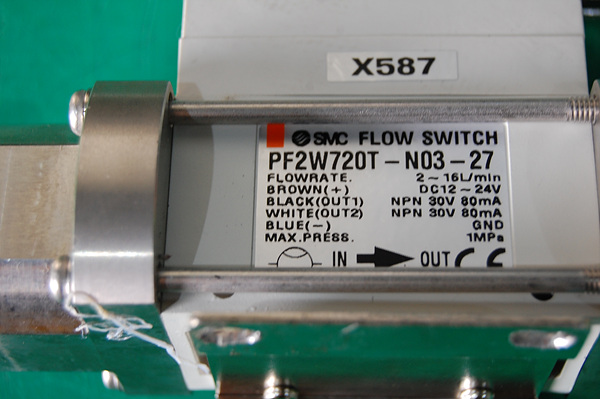 X587
SMC FLOW SWITCH
PF2W720T-N03-27
FLOWRATE. 2~16L/min
BROWN(+) DC12~24V
BLACK(OUT1) NPN 30V 80mA
WHITE(OUT2) NPN 30V 80mA
BLUE(-) GND
MAX.PRESS. 1MPa
IN OUT CE